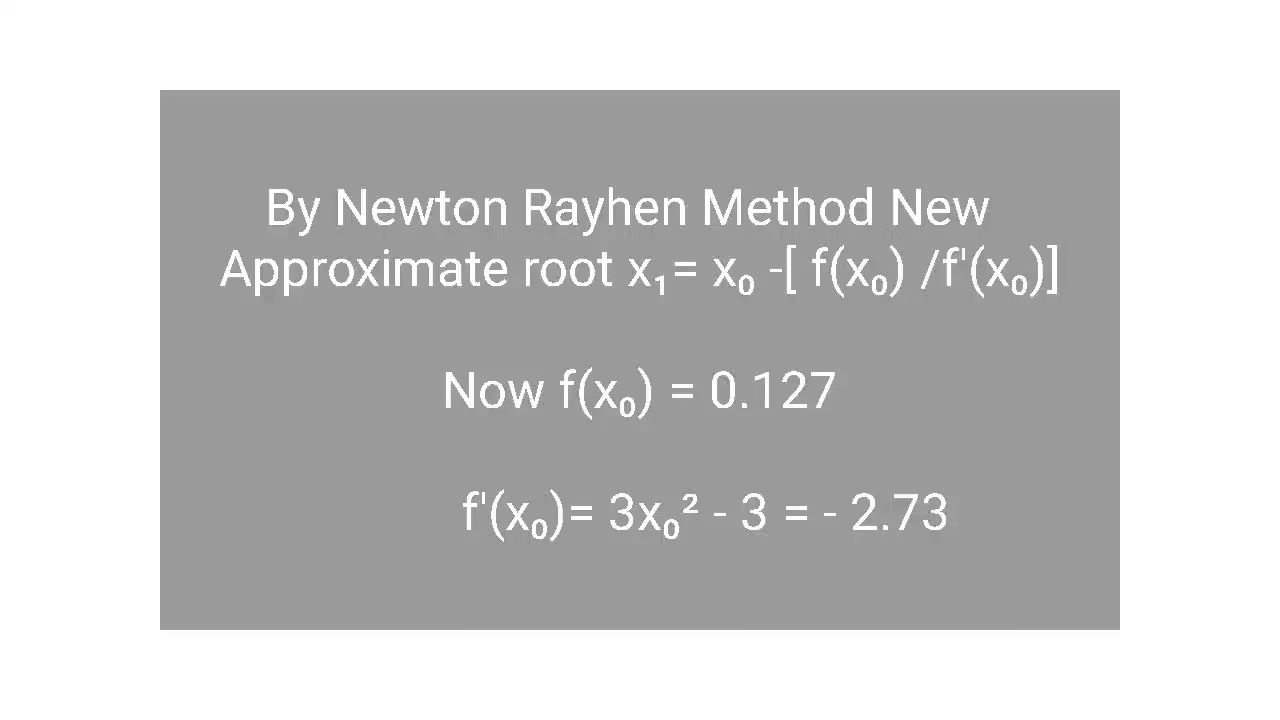 By Newton Rayhen Method New
Approximate root x₁= x₀ -[ f(x₀) /f'(x₀)]
Now f(x₀) = 0.127
f'(x₀)= 3x₀² - 3 = - 2.73